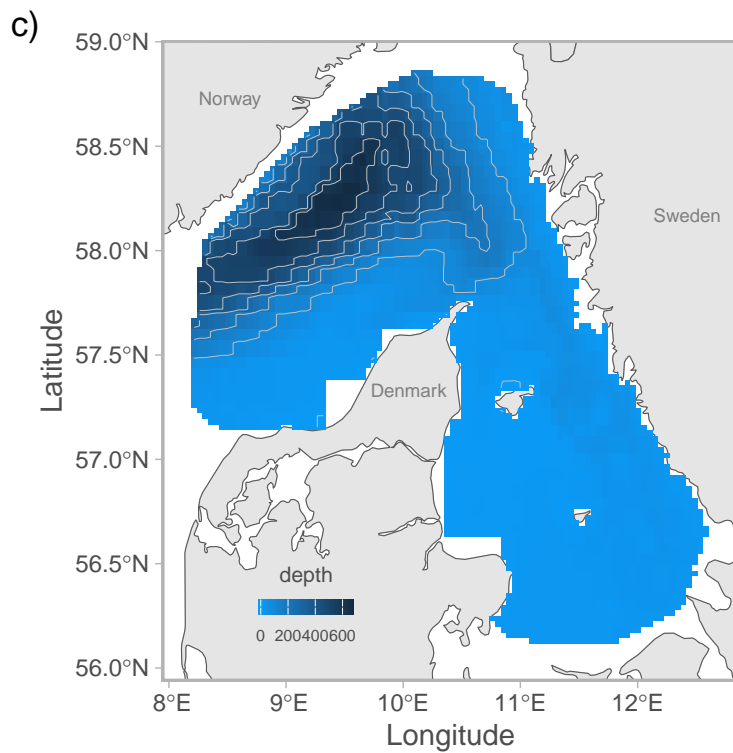 c)
59.0°N
58.5°N
58.0°N
57.5°N
57.0°N
56.5°N
56.0°N
Latitude
Norway
Sweden
Denmark
depth
0 200400600
8°E 9°E 10°E 11°E 12°E
Longitude